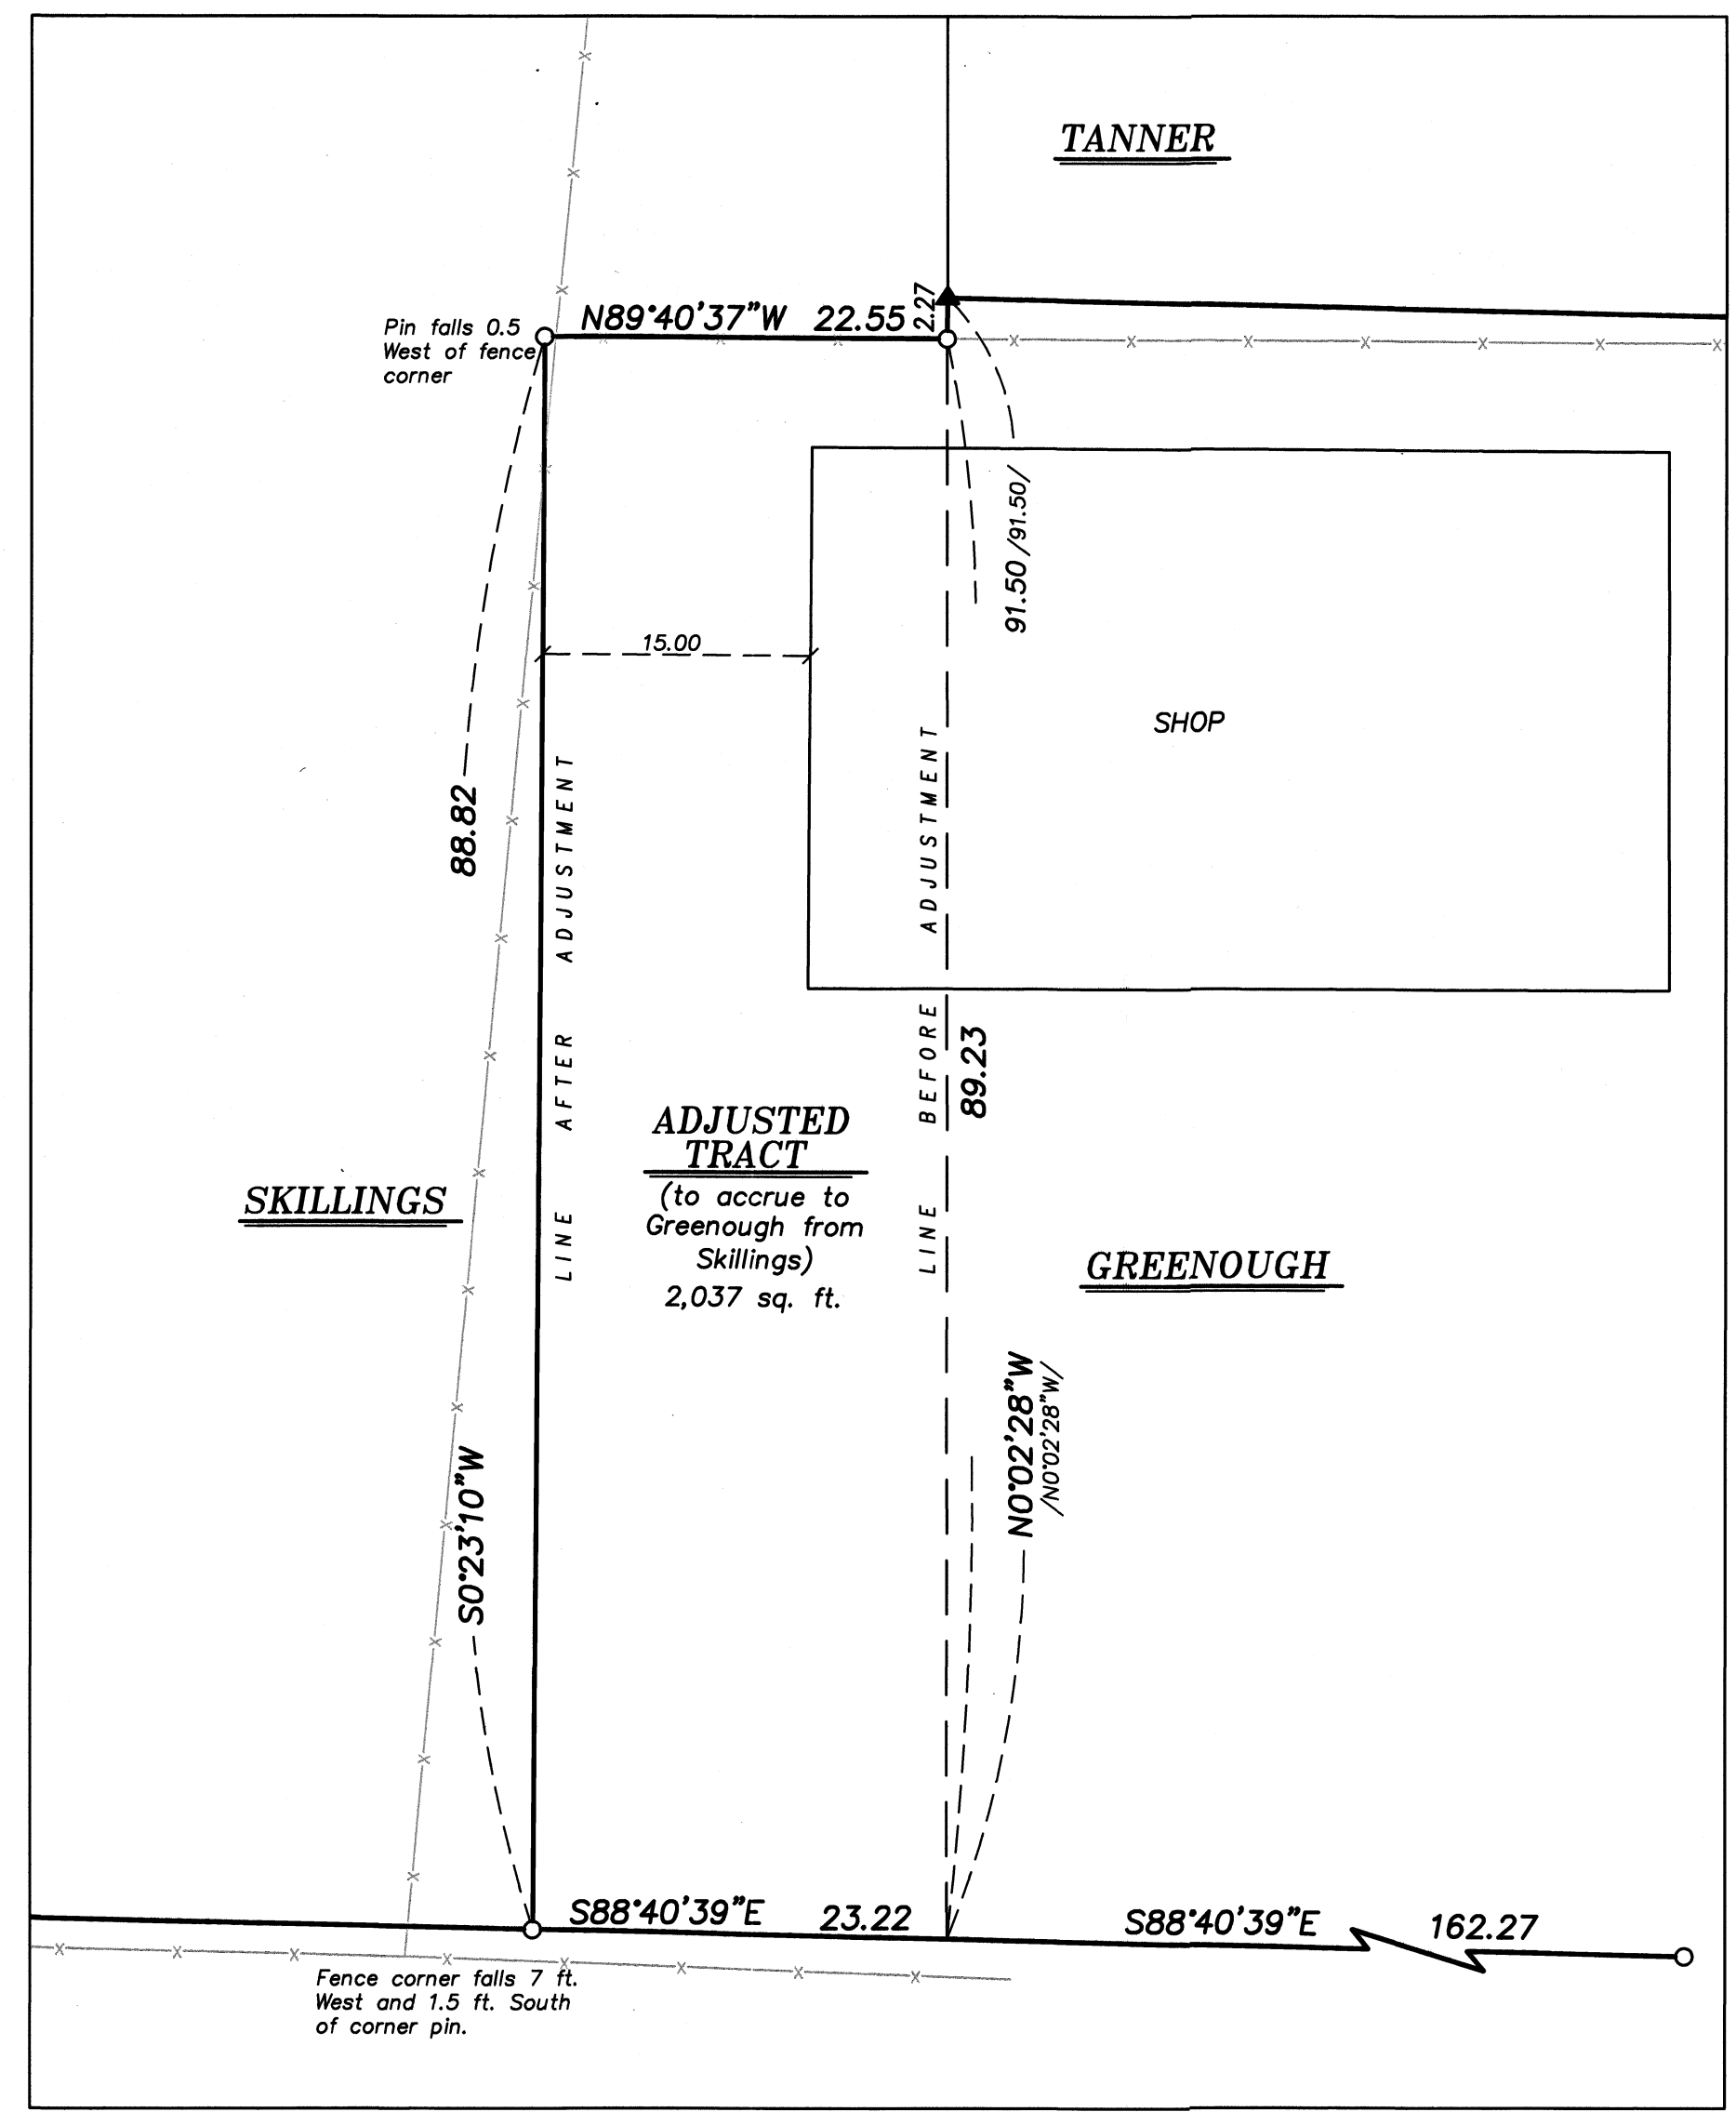 TANNER
N89°40'37"W 22.55
2.27
Pin falls 0.5
West of fence
corner
91.50 /91.50/
15.00
SHOP
88.82
LINE AFTER ADJUSTMENT
LINE BEFORE ADJUSTMENT
89.23
ADJUSTED
TRACT
(to accrue to
Greenough from
Skillings)
2,037 sq. ft.
SKILLINGS
GREENOUGH
N0°02'28"W
/N0°02'28"W/
S0°23'10"W
S88°40'39"E 23.22
S88°40'39"E 162.27
Fence corner falls 7 ft.
West and 1.5 ft. South
of corner pin.